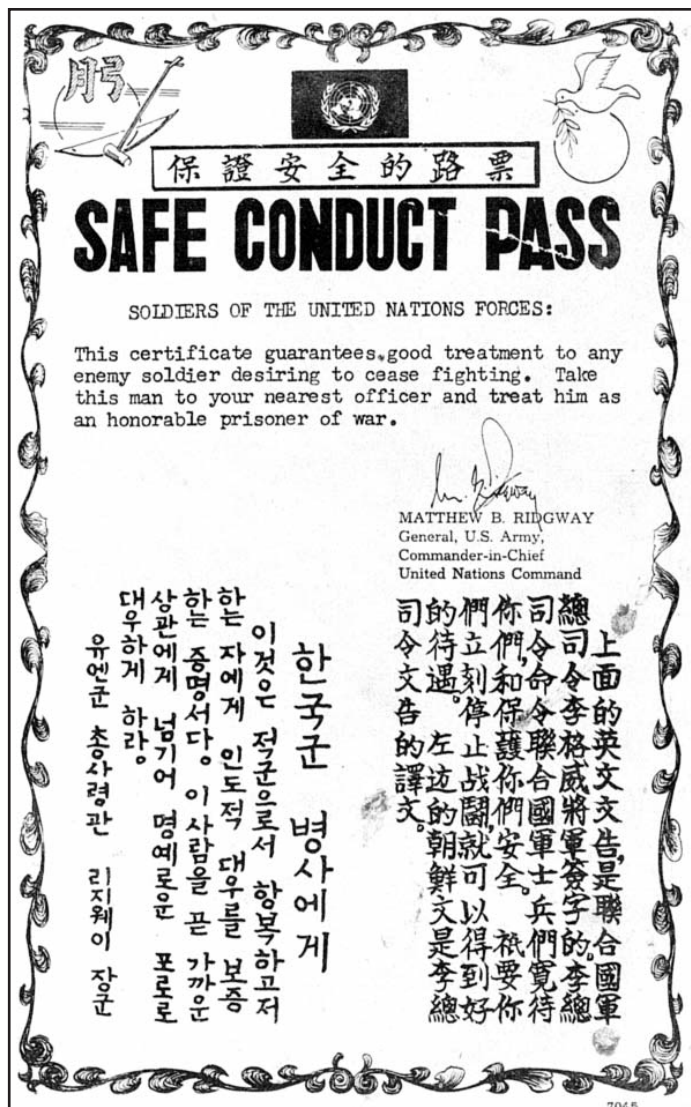 保證安全的路票
SAFE CONDUCT PASS
SOLDIERS OF THE UNITED NATIONS FORCES:
This certificate guarantees good treatment to any
enemy soldier desiring to cease fighting. Take
this man to your nearest officer and treat him as
an honorable prisoner of war.
MATTHEW B. RIDGWAY
General, U.S. Army,
Commander-in-Chief
United Nations Command
上面的英文文告,是聯合國軍
總司令李格威將軍簽字的。李總
司令命令聯合國軍士兵們寬待
你們,和保護你們安全。祇要你
們立刻停止战鬪,就可以得到好
的待遇。左边的朝鮮文是李總
司令文告的譯文。
한국군 병사에게
이것은 적군으로서 항복하고저
하는 자에게 인도적 대우를 보증
하는 증명서다. 이사람을 곧 가까운
상관에게 넘기어 명예로운 포로로
대우하게 하라.
유엔군 총사령관 리지웨이 장군